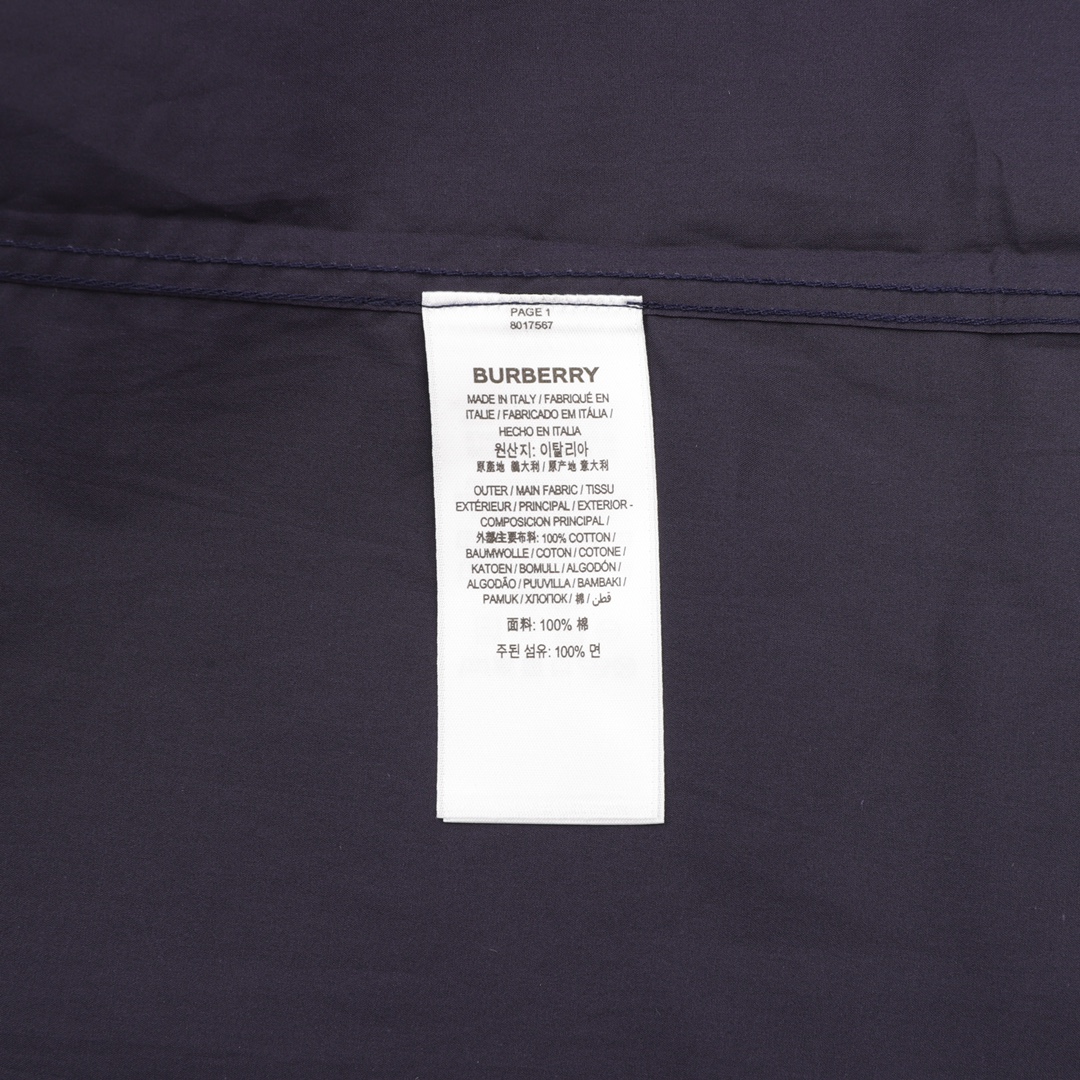 PAGE 1
8017567
BURBERRY
MADE IN ITALY / FABRIQUÉ EN
ITALIE / FABRICADO EM ITÁLIA /
HECHO EN ITALIA
원산지: 이탈리아
原產地 義大利 / 原产地 意大利
OUTER / MAIN FABRIC / TISSU
EXTÉRIEUR / PRINCIPAL / EXTERIOR -
COMPOSICION PRINCIPAL /
外部主要布料: 100% COTTON /
BAUMWOLLE / COTON / COTONE /
KATOEN / BOMULL / ALGODÓN /
ALGODÃO / PUUVILLA / BAMBAKI /
PAMUK / ХЛОПОК / 棉 / قطن /
面料: 100% 棉
주된 섬유: 100% 면